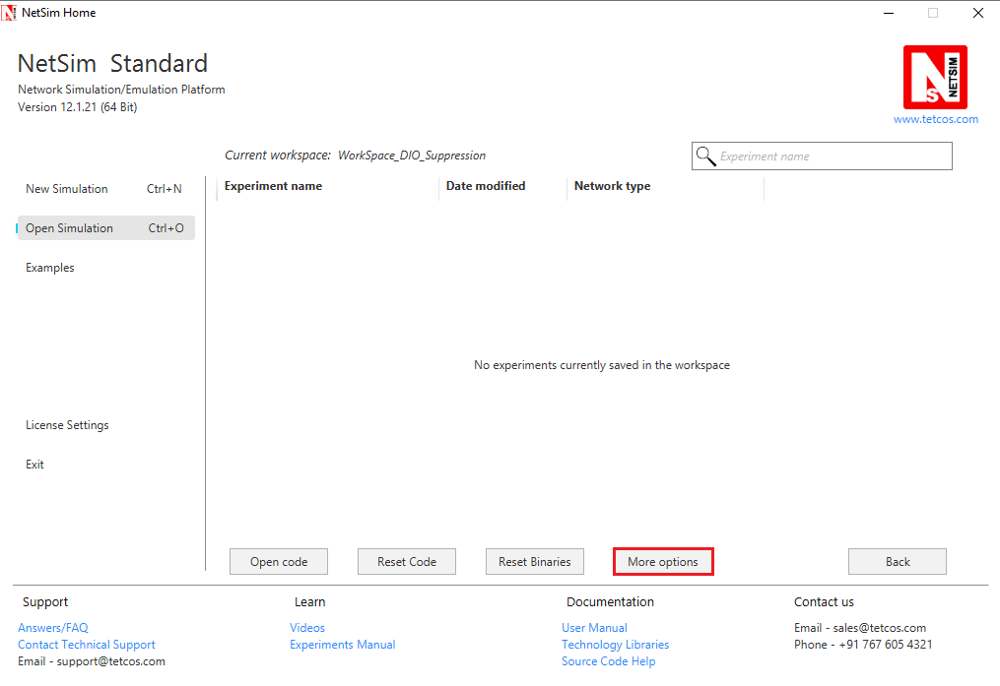 NetSim Home
NetSim Standard
Network Simulation/Emulation Platform
Version 12.1.21 (64 Bit)
NETSIM
N
S
www.tetcos.com
Current workspace: WorkSpace_DIO_Suppression
Experiment name
New Simulation Ctrl+N
Open Simulation Ctrl+O
Examples
License Settings
Exit
Experiment name Date modified Network type
No experiments currently saved in the workspace
Open code Reset Code Reset Binaries More options Back
Support
Answers/FAQ
Contact Technical Support
Email - support@tetcos.com
Learn
Videos
Experiments Manual
Documentation
User Manual
Technology Libraries
Source Code Help
Contact us
Email - sales@tetcos.com
Phone - +91 767 605 4321